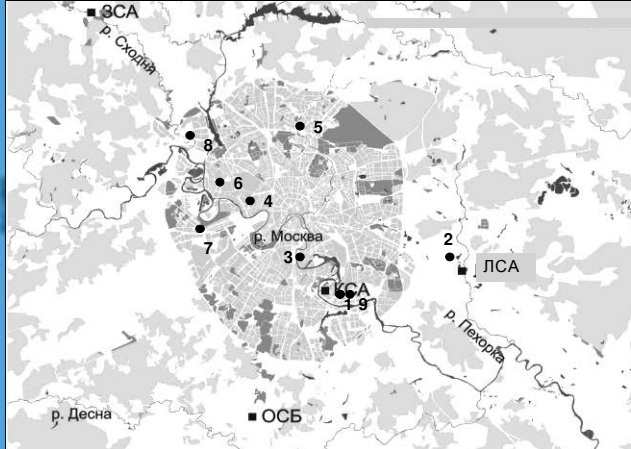 ЗСА
р. Сходня
5
8
6
4
р. Москва
7
2
3
ЛСА
КСА
1 9
р. Пехорка
р. Десна
ОСБ